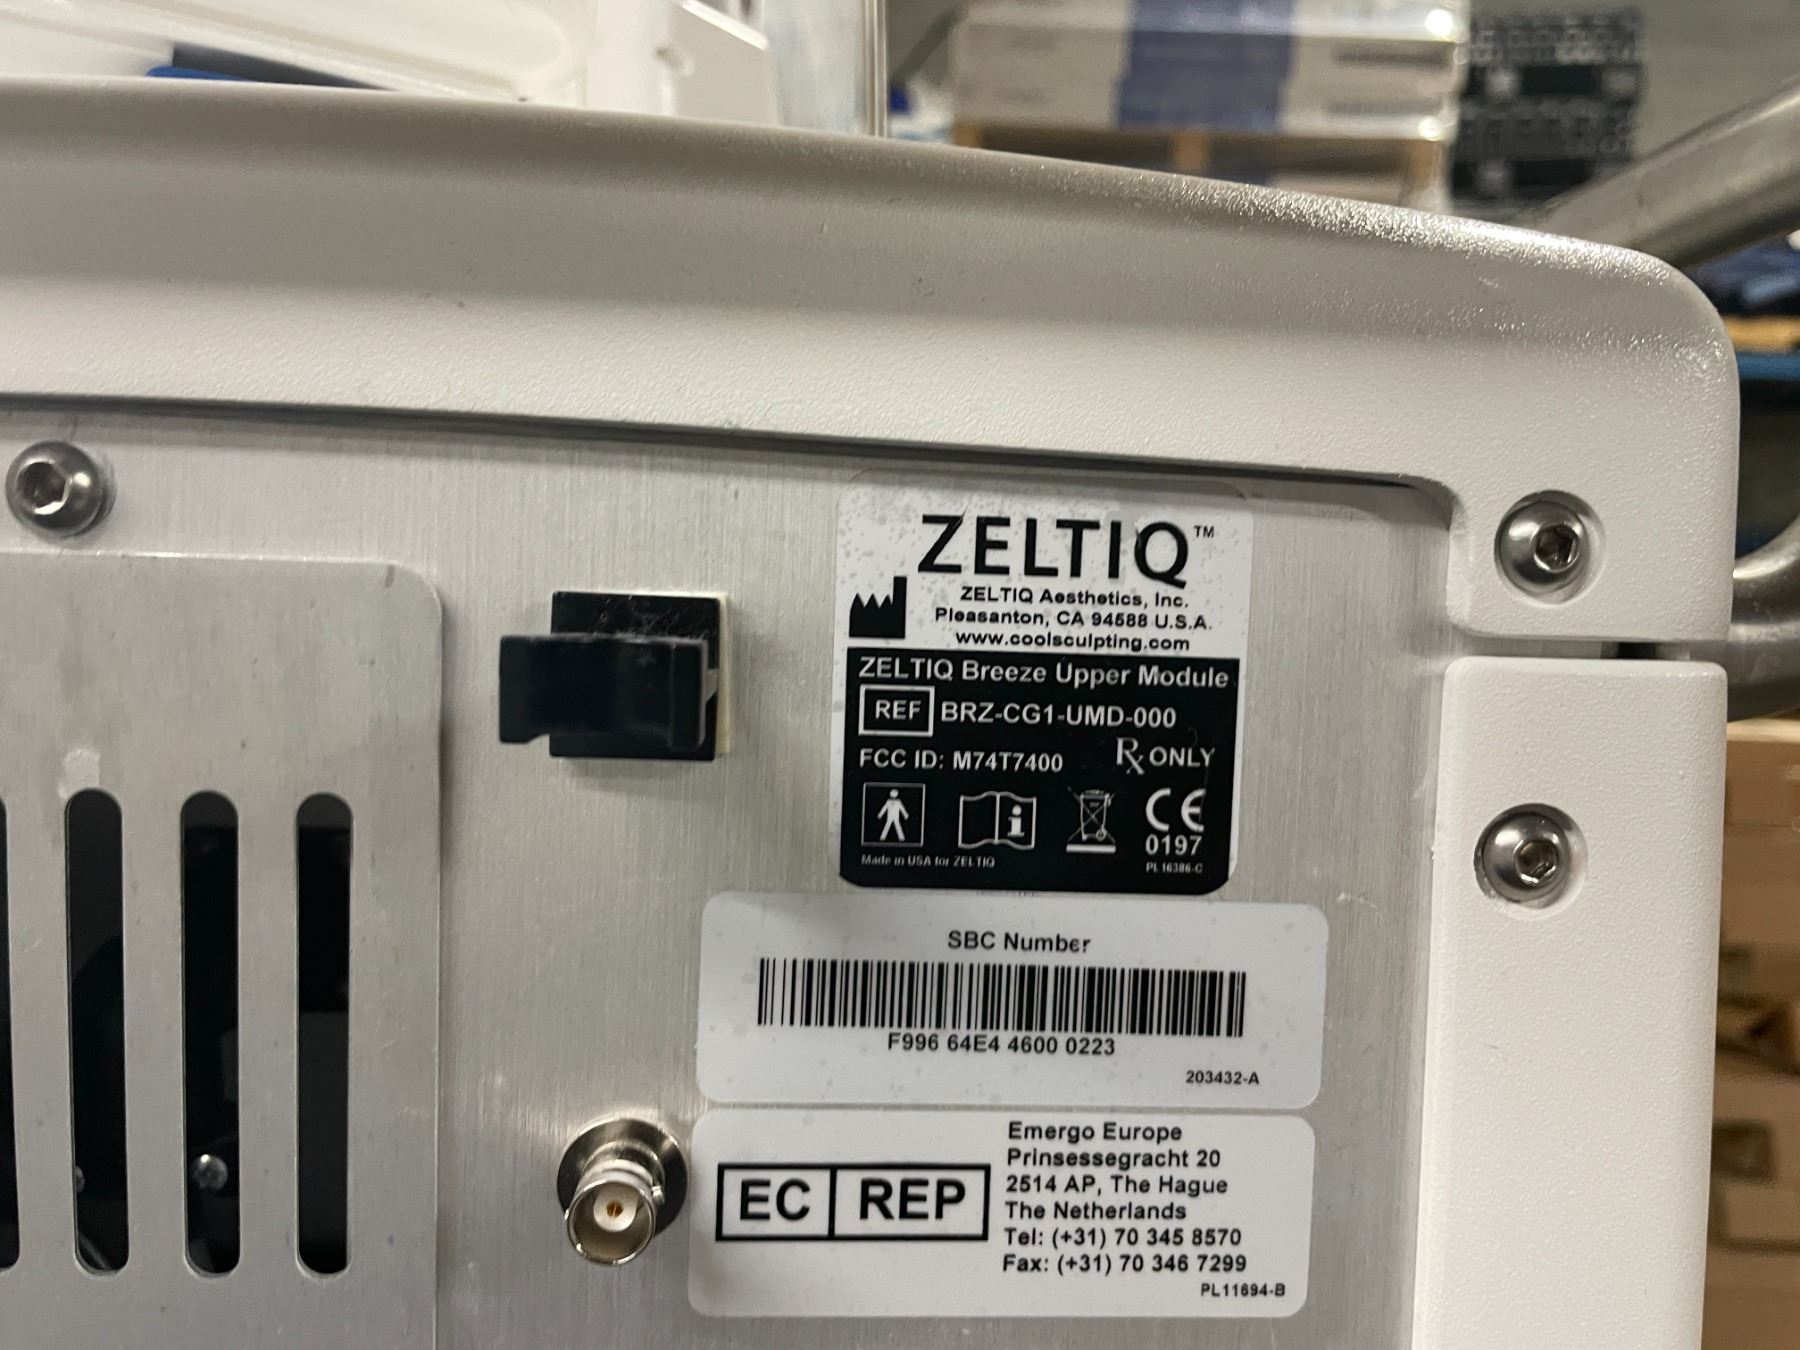 ZELTIQ™
ZELTIQ Aesthetics, Inc.
Pleasanton, CA 94588 U.S.A.
www.coolsculpting.com
ZELTIQ Breeze Upper Module
REF BRZ-CG1-UMD-000
FCC ID: M74T7400 Rx ONLY
CE
0197
Made in USA for ZELTIQ PL16386-C
SBC Number
F996 64E4 4600 0223
203432-A
EC REP
Emergo Europe
Prinsessegracht 20
2514 AP, The Hague
The Netherlands
Tel: (+31) 70 345 8570
Fax: (+31) 70 346 7299
PL11694-B